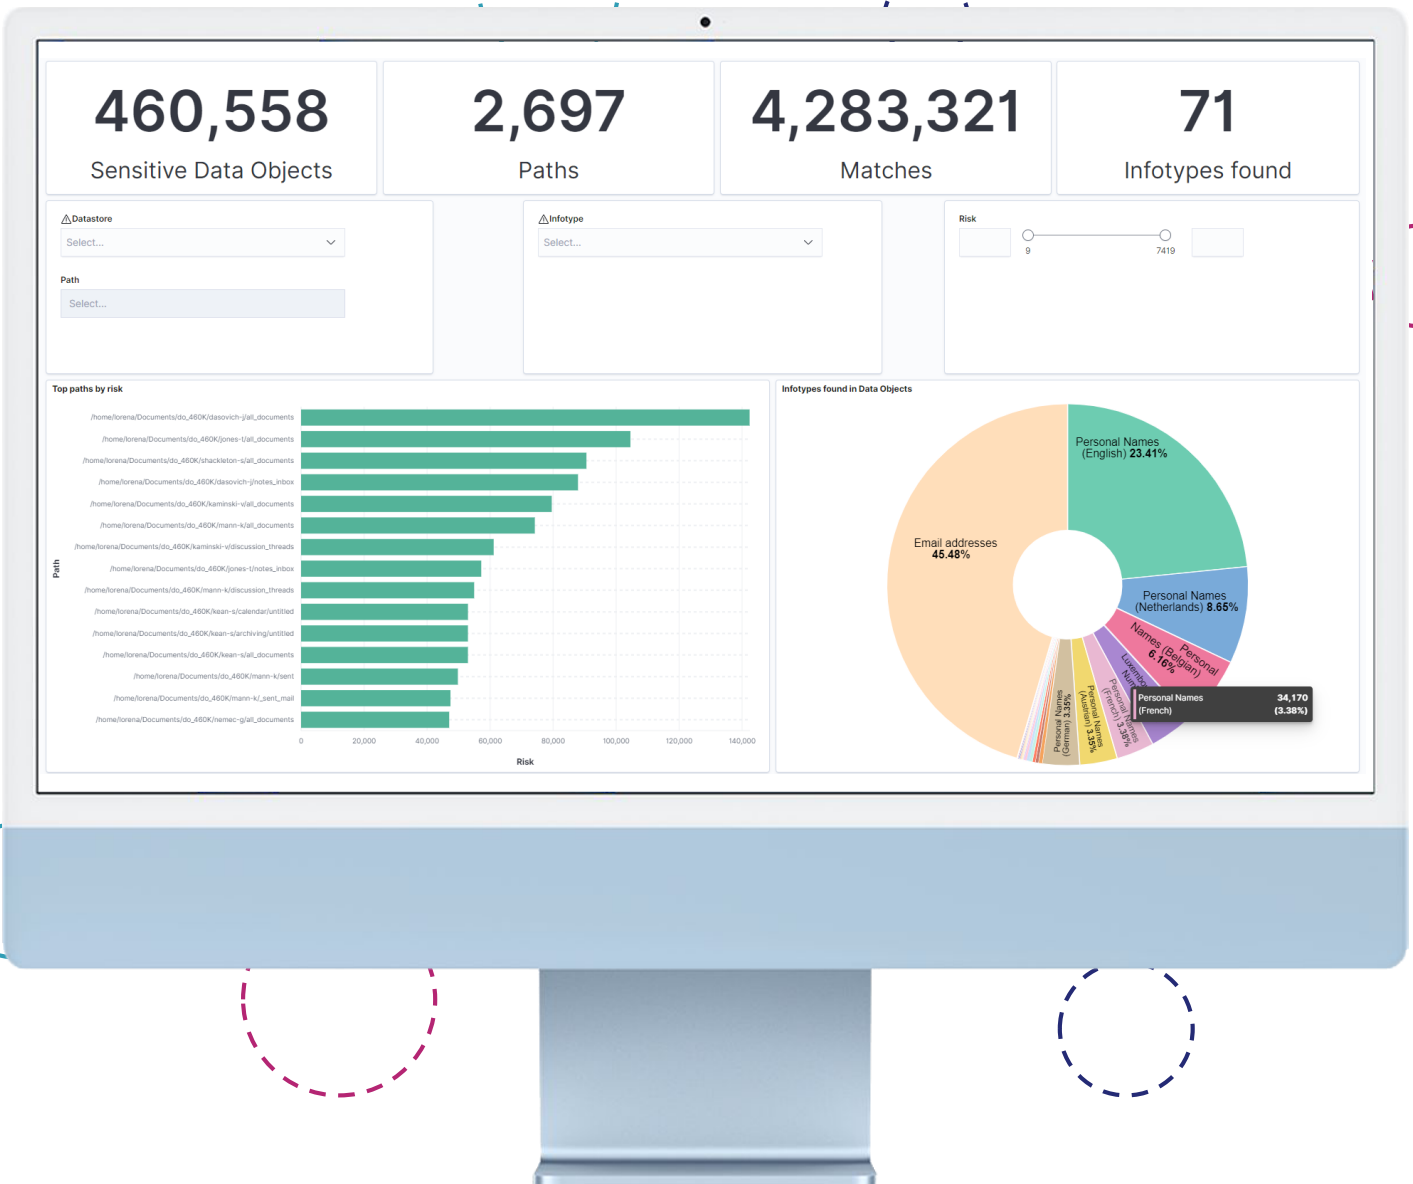 460,558
Sensitive Data Objects
2,697
Paths
4,283,321
Matches
71
Infotypes found
Datastore
Select...
Path
Select...
Infotype
Select...
Risk
9
7419
Top paths by risk
/home/lorena/Documents/do_460K/dasovich-j/all_documents
/home/lorena/Documents/do_460K/jones-t/all_documents
/home/lorena/Documents/do_460K/shackleton-s/all_documents
/home/lorena/Documents/do_460K/dasovich-j/notes_inbox
/home/lorena/Documents/do_460K/kaminski-v/all_documents
/home/lorena/Documents/do_460K/mann-k/all_documents
/home/lorena/Documents/do_460K/kaminski-v/discussion_threads
/home/lorena/Documents/do_460K/jones-t/notes_inbox
/home/lorena/Documents/do_460K/mann-k/discussion_threads
/home/lorena/Documents/do_460K/kean-s/calendar/untitled
/home/lorena/Documents/do_460K/kean-s/archiving/untitled
/home/lorena/Documents/do_460K/kean-s/all_documents
/home/lorena/Documents/do_460K/mann-k/sent
/home/lorena/Documents/do_460K/mann-k/_sent_mail
/home/lorena/Documents/do_460K/nemec-g/all_documents
Path
0
20,000
40,000
60,000
80,000
100,000
120,000
140,000
Risk
Infotypes found in Data Objects
Personal Names
(English) 23.41%
Email addresses
45.48%
Personal Names
(Netherlands) 8.65%
Personal
Names (Belgian)
6.16%
Personal Names
(French) 3.38%
Personal Names
(Austrian) 3.35%
Personal Names
(German) 3.35%
Personal Names
34,170
(French)
(3.38%)